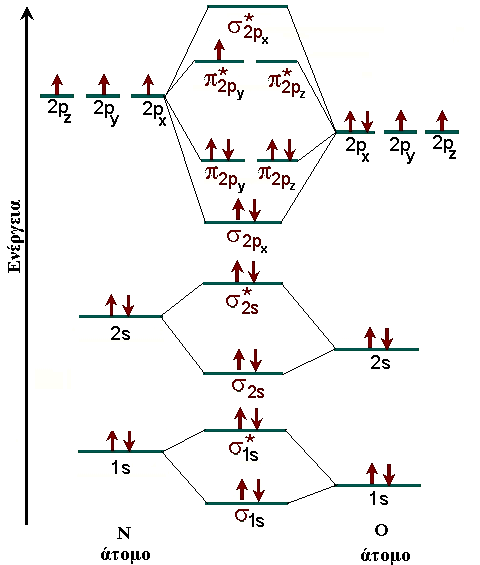 σ*2px
π*2py π*2pz
2pz 2py 2px
2px 2py 2pz
π2py π2pz
σ2px
Ενέργεια
σ*2s
2s
2s
σ2s
σ*1s
1s
1s
σ1s
N
άτομο
O
άτομο